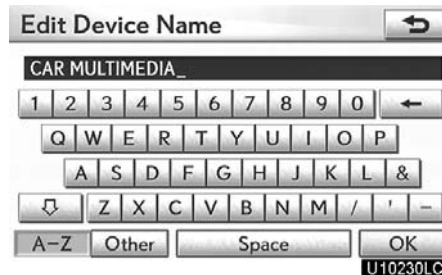 Edit Device Name
CAR MULTIMEDIA_
1 2 3 4 5 6 7 8 9 0 ←
Q W E R T Y U I O P
A S D F G H J K L &
⇩ Z X C V B N M / ' -
A-Z Other Space OK
U10230LC